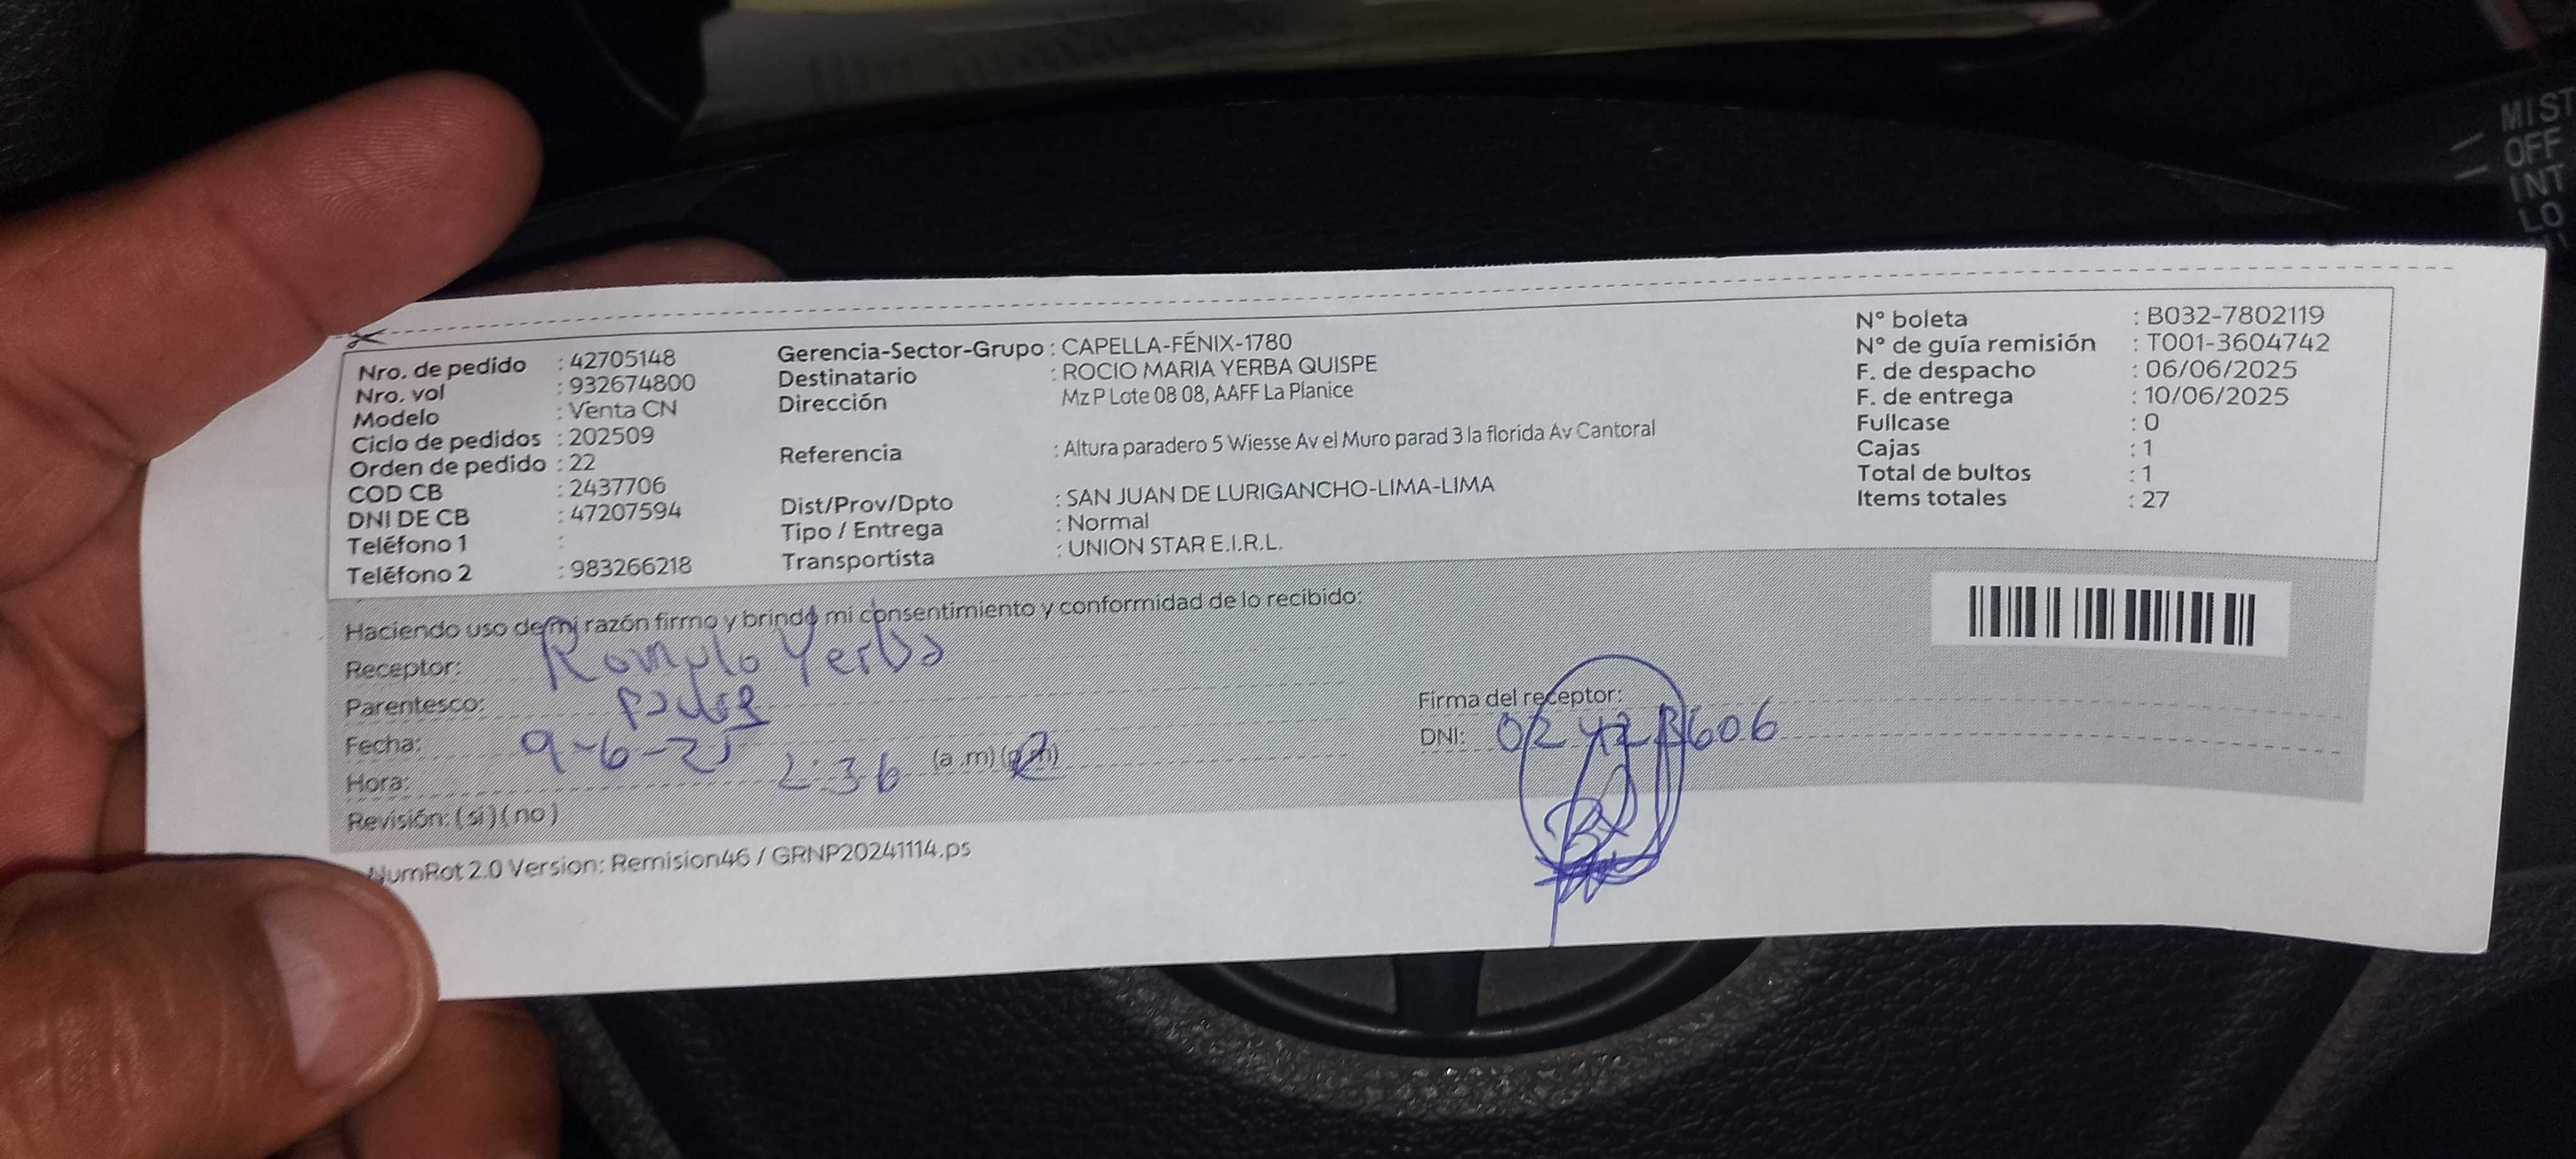 Nro. de pedido : 42705148
Nro. vol : 932674800
Modelo : Venta CN
Ciclo de pedidos : 202509
Orden de pedido : 22
COD CB : 2437706
DNI DE CB : 47207594
Teléfono 1 :
Teléfono 2 : 983266218
Gerencia-Sector-Grupo : CAPELLA-FÉNIX-1780
Destinatario : ROCIO MARIA YERBA QUISPE
Dirección Mz P Lote 08 08, AAFF La Planice
Referencia : Altura paradero 5 Wiesse Av el Muro parad 3 la florida Av Cantoral
Dist/Prov/Dpto : SAN JUAN DE LURIGANCHO-LIMA-LIMA
Tipo / Entrega : Normal
Transportista : UNION STAR E.I.R.L.
N° boleta : B032-7802119
N° de guía remisión : T001-3604742
F. de despacho : 06/06/2025
F. de entrega : 10/06/2025
Fullcase : 0
Cajas : 1
Total de bultos : 1
Items totales : 27
Haciendo uso de mi razón firmo y brindo mi consentimiento y conformidad de lo recibido:
Receptor: Romulo Yerba
Parentesco: padre
Fecha: 9-6-25
Hora: 2:36 (a.m) (p.m)
Revisión: (si) (no)
Firma del receptor:
DNI:
NumRot 2.0 Version: Remision46 / GRNP20241114.ps
MIST
OFF
INT
LO